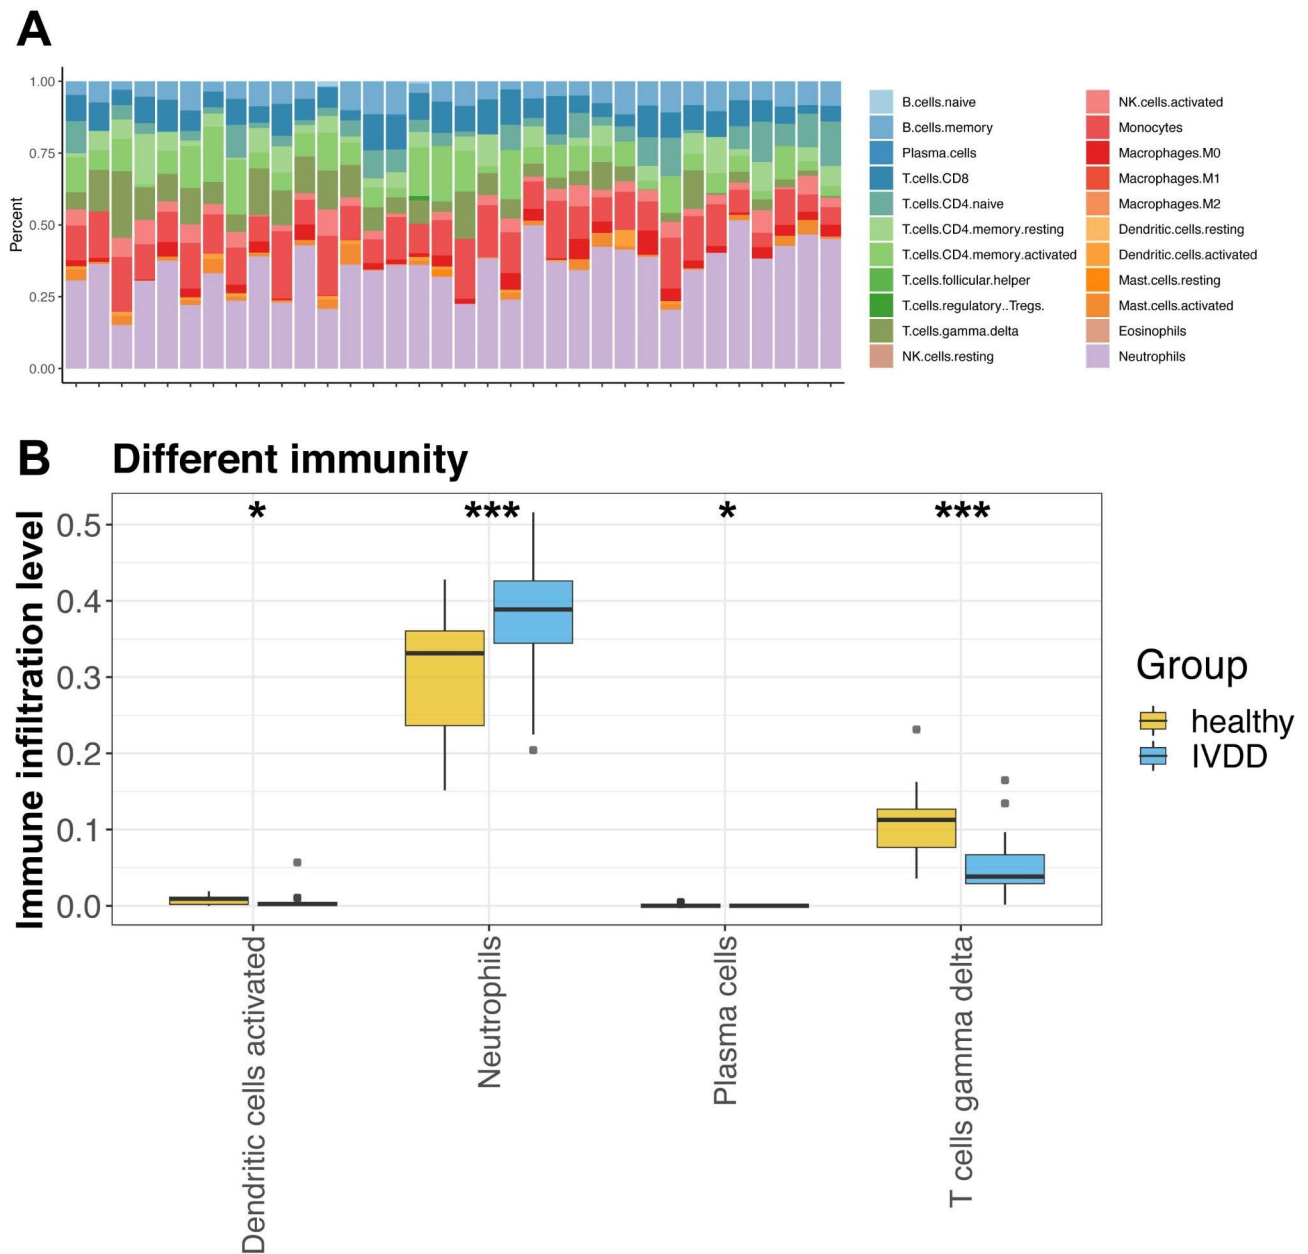 A
Percent
1.00
0.75
0.50
0.25
0.00
B.cells.naive
B.cells.memory
Plasma.cells
T.cells.CD8
T.cells.CD4.naive
T.cells.CD4.memory.resting
T.cells.CD4.memory.activated
T.cells.follicular.helper
T.cells.regulatory..Tregs.
T.cells.gamma.delta
NK.cells.resting
NK.cells.activated
Monocytes
Macrophages.M0
Macrophages.M1
Macrophages.M2
Dendritic.cells.resting
Dendritic.cells.activated
Mast.cells.resting
Mast.cells.activated
Eosinophils
Neutrophils
B Different immunity
Immune infiltration level
* *** * ***
0.5
0.4
0.3
0.2
0.1
0.0
Dendritic cells activated
Neutrophils
Plasma cells
T cells gamma delta
Group
healthy
IVDD